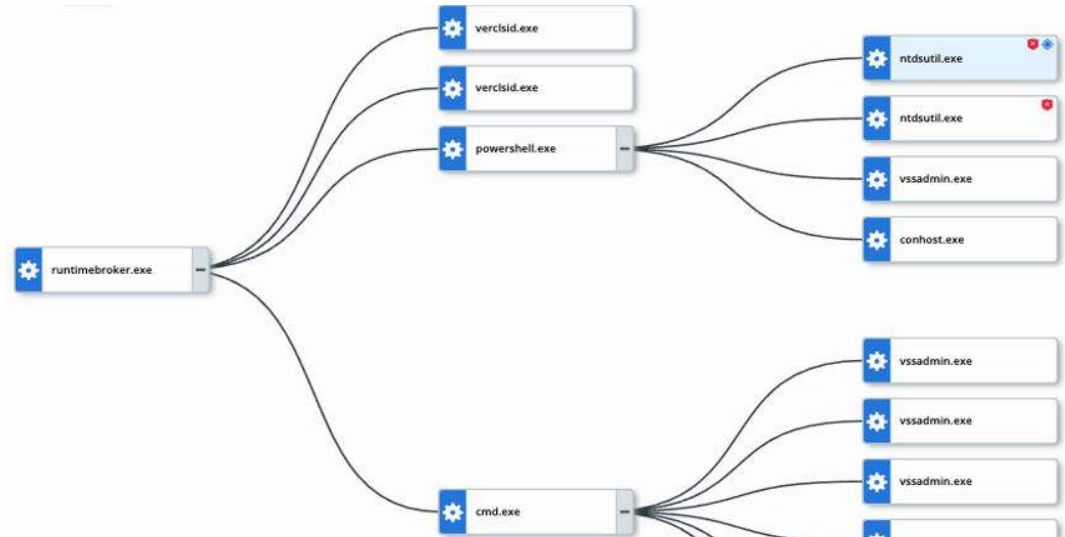 verclsid.exe
verclsid.exe
powershell.exe
runtimebroker.exe
cmd.exe
ntdsutil.exe
ntdsutil.exe
vssadmin.exe
conhost.exe
vssadmin.exe
vssadmin.exe
vssadmin.exe